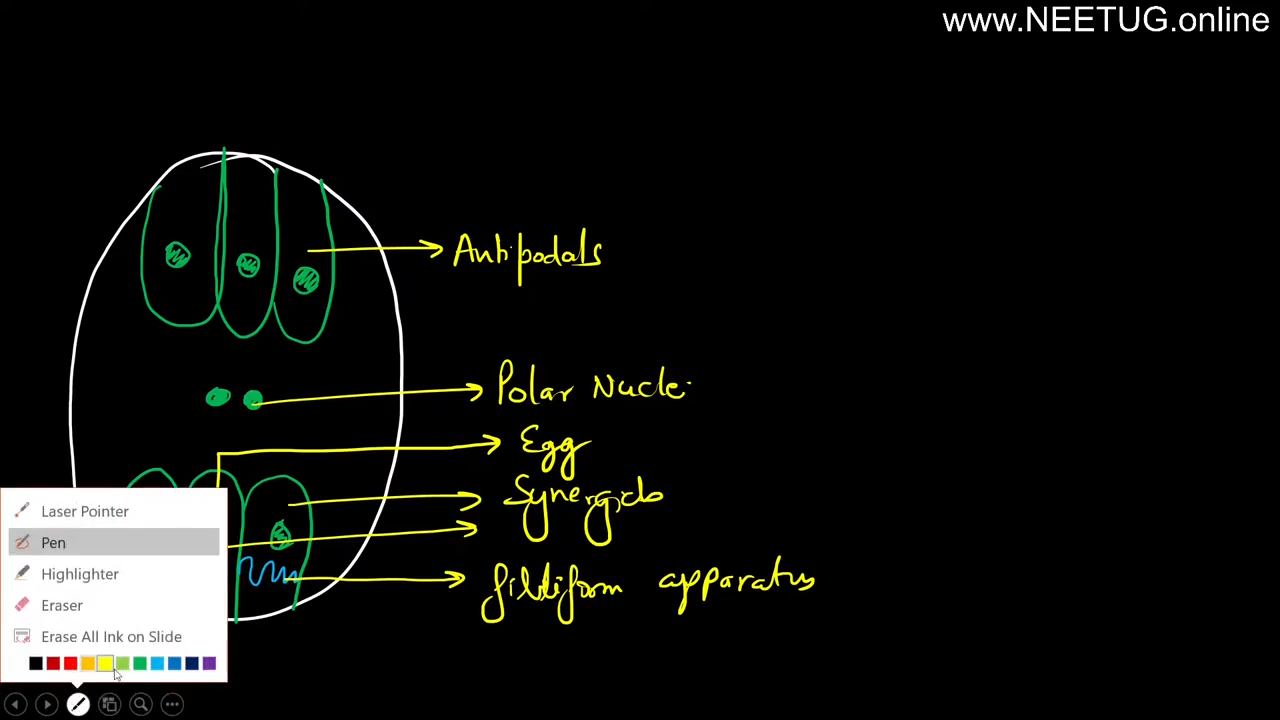 www.NEETUG.online
Antipodals
Polar Nuclei
Egg
Synergids
filiform apparatus
Laser Pointer
Pen
Highlighter
Eraser
Erase All Ink on Slide